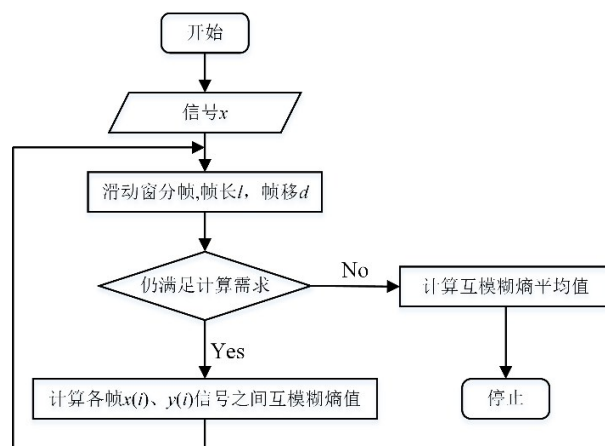 开始
信号x
滑动窗分帧,帧长l，帧移d
仍满足计算需求
No
计算互模糊熵平均值
Yes
计算各帧x(i)、y(i)信号之间互模糊熵值
停止